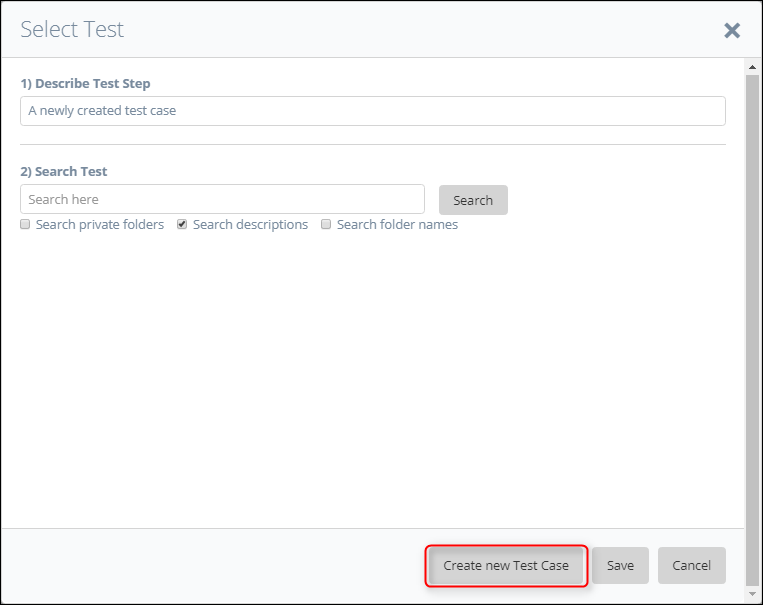 Select Test
1) Describe Test Step
A newly created test case
2) Search Test
Search here
Search
Search private folders Search descriptions Search folder names
Create new Test Case Save Cancel